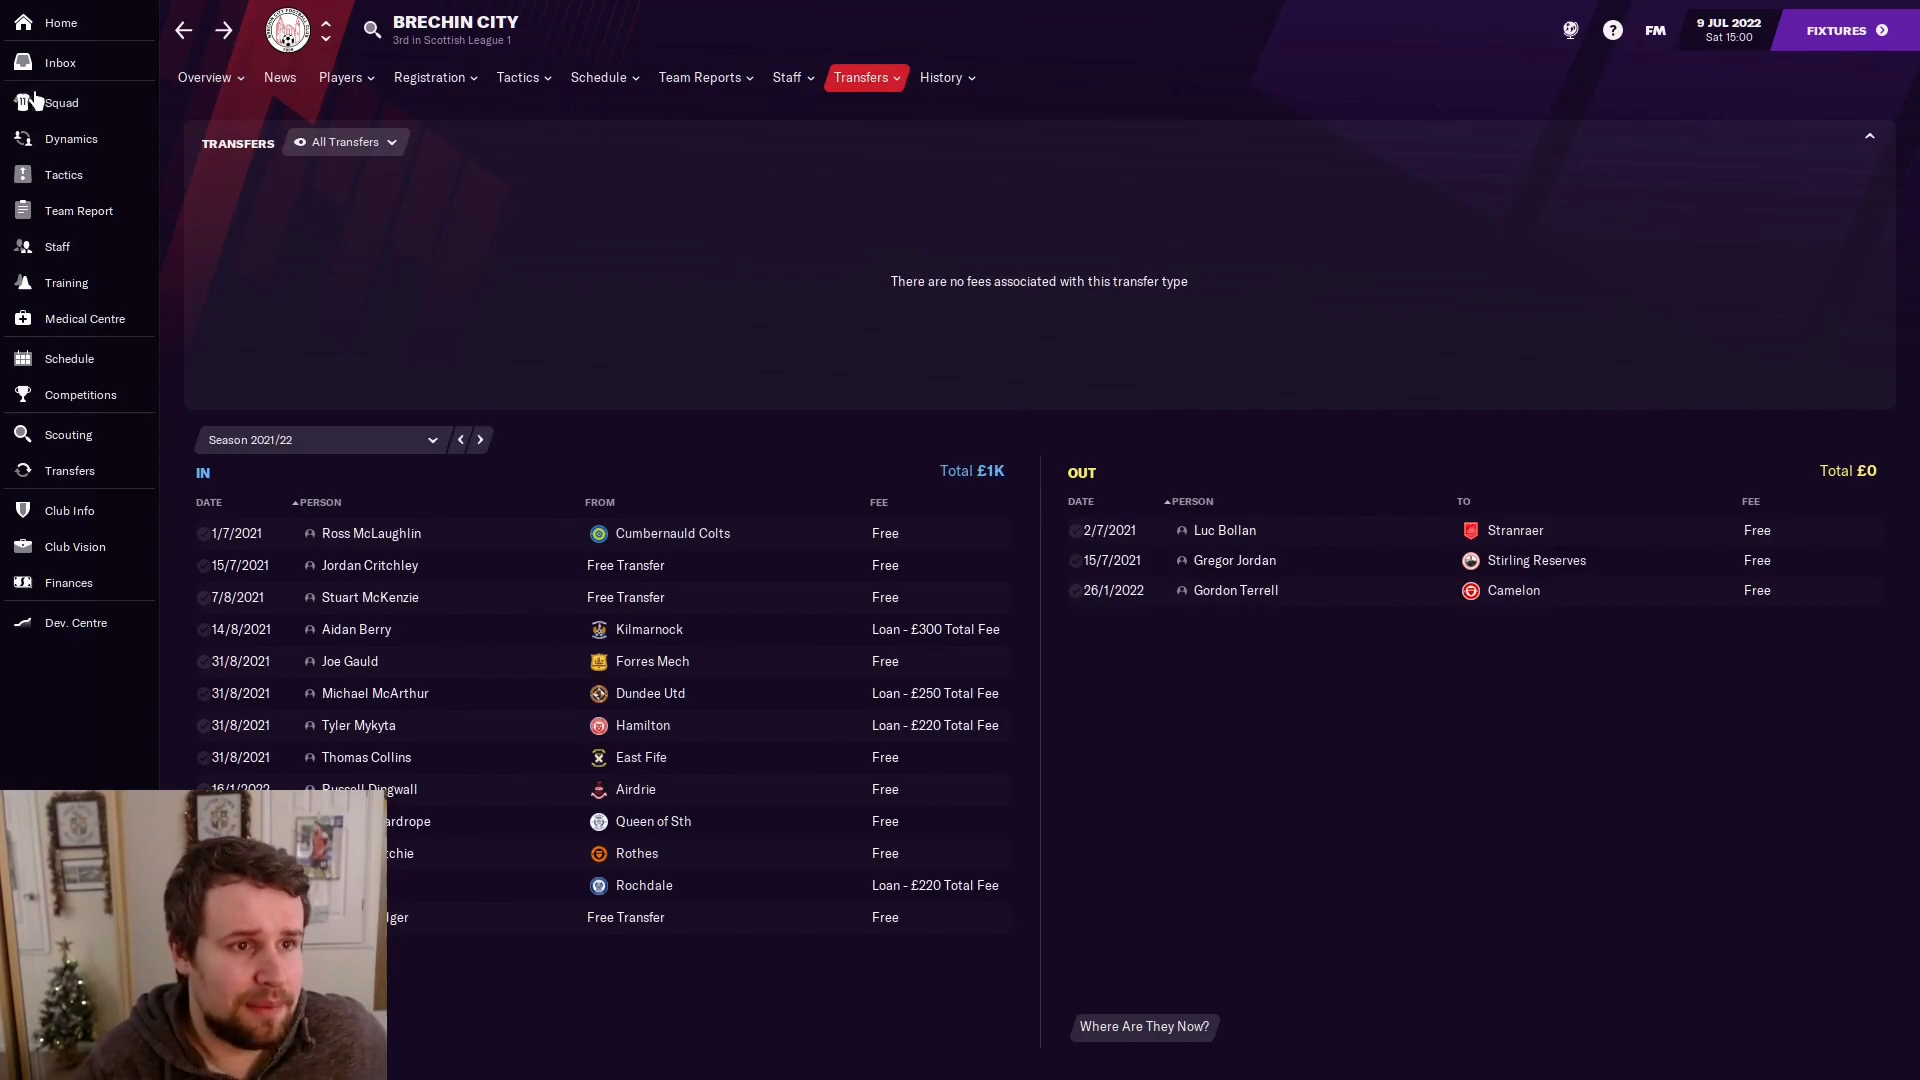 Home
Inbox
Squad
Dynamics
Tactics
Team Report
Staff
Training
Medical Centre
Schedule
Competitions
Scouting
Transfers
Club Info
Club Vision
Finances
Dev. Centre
BRECHIN CITY
3rd in Scottish League 1
FM
9 JUL 2022
Sat 15:00
FIXTURES
Overview News Players Registration Tactics Schedule Team Reports Staff Transfers History
TRANSFERS All Transfers
There are no fees associated with this transfer type
Season 2021/22
IN Total £1K
DATE PERSON FROM FEE
1/7/2021 Ross McLaughlin Cumbernauld Colts Free
15/7/2021 Jordan Critchley Free Transfer Free
7/8/2021 Stuart McKenzie Free Transfer Free
14/8/2021 Aidan Berry Kilmarnock Loan - £300 Total Fee
31/8/2021 Joe Gauld Forres Mech Free
31/8/2021 Michael McArthur Dundee Utd Loan - £250 Total Fee
31/8/2021 Tyler Mykyta Hamilton Loan - £220 Total Fee
31/8/2021 Thomas Collins East Fife Free
16/1/2022 Russell Dingwall Airdrie Free
ardrope Queen of Sth Free
tchie Rothes Free
Rochdale Loan - £220 Total Fee
lger Free Transfer Free
OUT Total £0
DATE PERSON TO FEE
2/7/2021 Luc Bollan Stranraer Free
15/7/2021 Gregor Jordan Stirling Reserves Free
26/1/2022 Gordon Terrell Camelon Free
Where Are They Now?